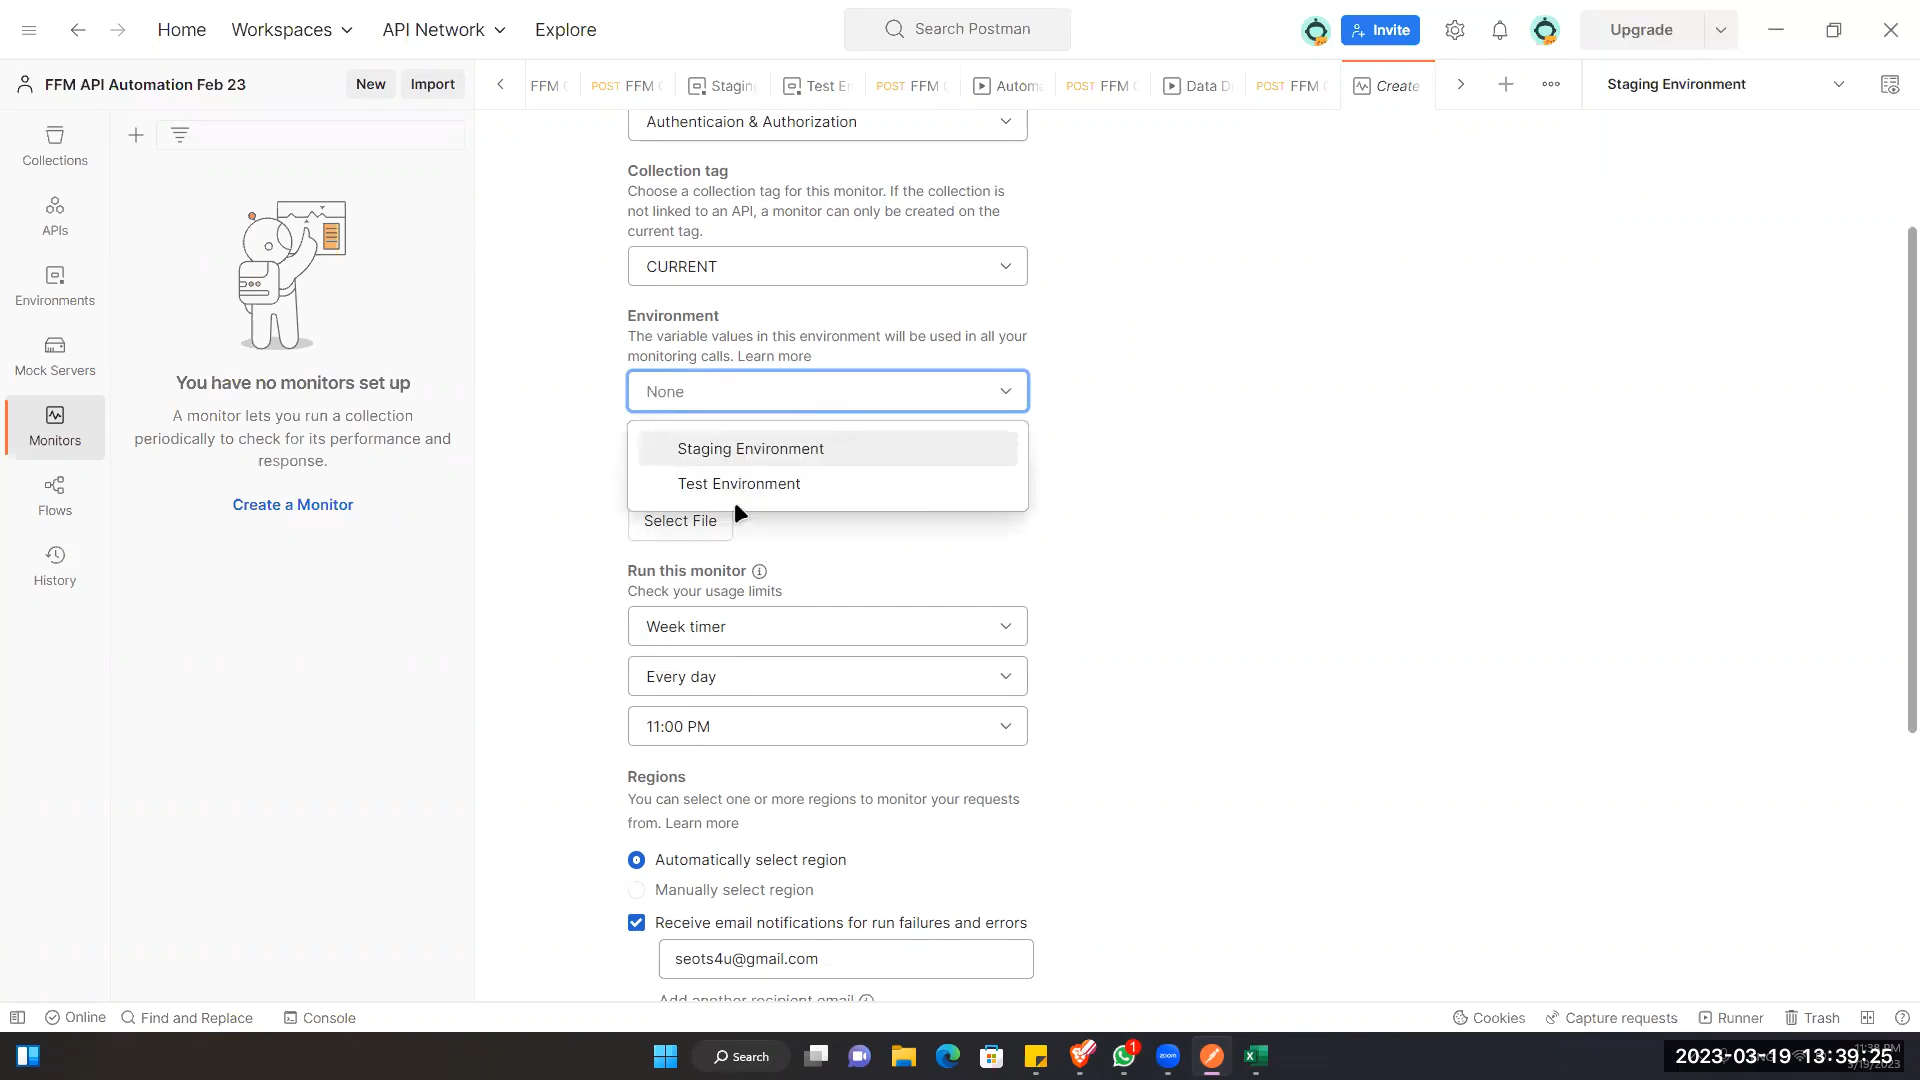 Home
Workspaces
API Network
Explore
Search Postman
Invite
Upgrade
FFM API Automation Feb 23
New
Import
FFM
POST FFM
Stagin
Test E
POST FFM
Autom
POST FFM
Data D
POST FFM
Create
Staging Environment
Collections
APIs
Environments
Mock Servers
Monitors
Flows
History
You have no monitors set up
A monitor lets you run a collection
periodically to check for its performance and
response.
Create a Monitor
Authenticaion & Authorization
Collection tag
Choose a collection tag for this monitor. If the collection is
not linked to an API, a monitor can only be created on the
current tag.
CURRENT
Environment
The variable values in this environment will be used in all your
monitoring calls. Learn more
None
Staging Environment
Test Environment
Select File
Run this monitor
Check your usage limits
Week timer
Every day
11:00 PM
Regions
You can select one or more regions to monitor your requests
from. Learn more
Automatically select region
Manually select region
Receive email notifications for run failures and errors
seots4u@gmail.com
Add another recipient email
Online
Find and Replace
Console
Cookies
Capture requests
Runner
Trash
Search
zoom
1
2023-03-19 13:39:25